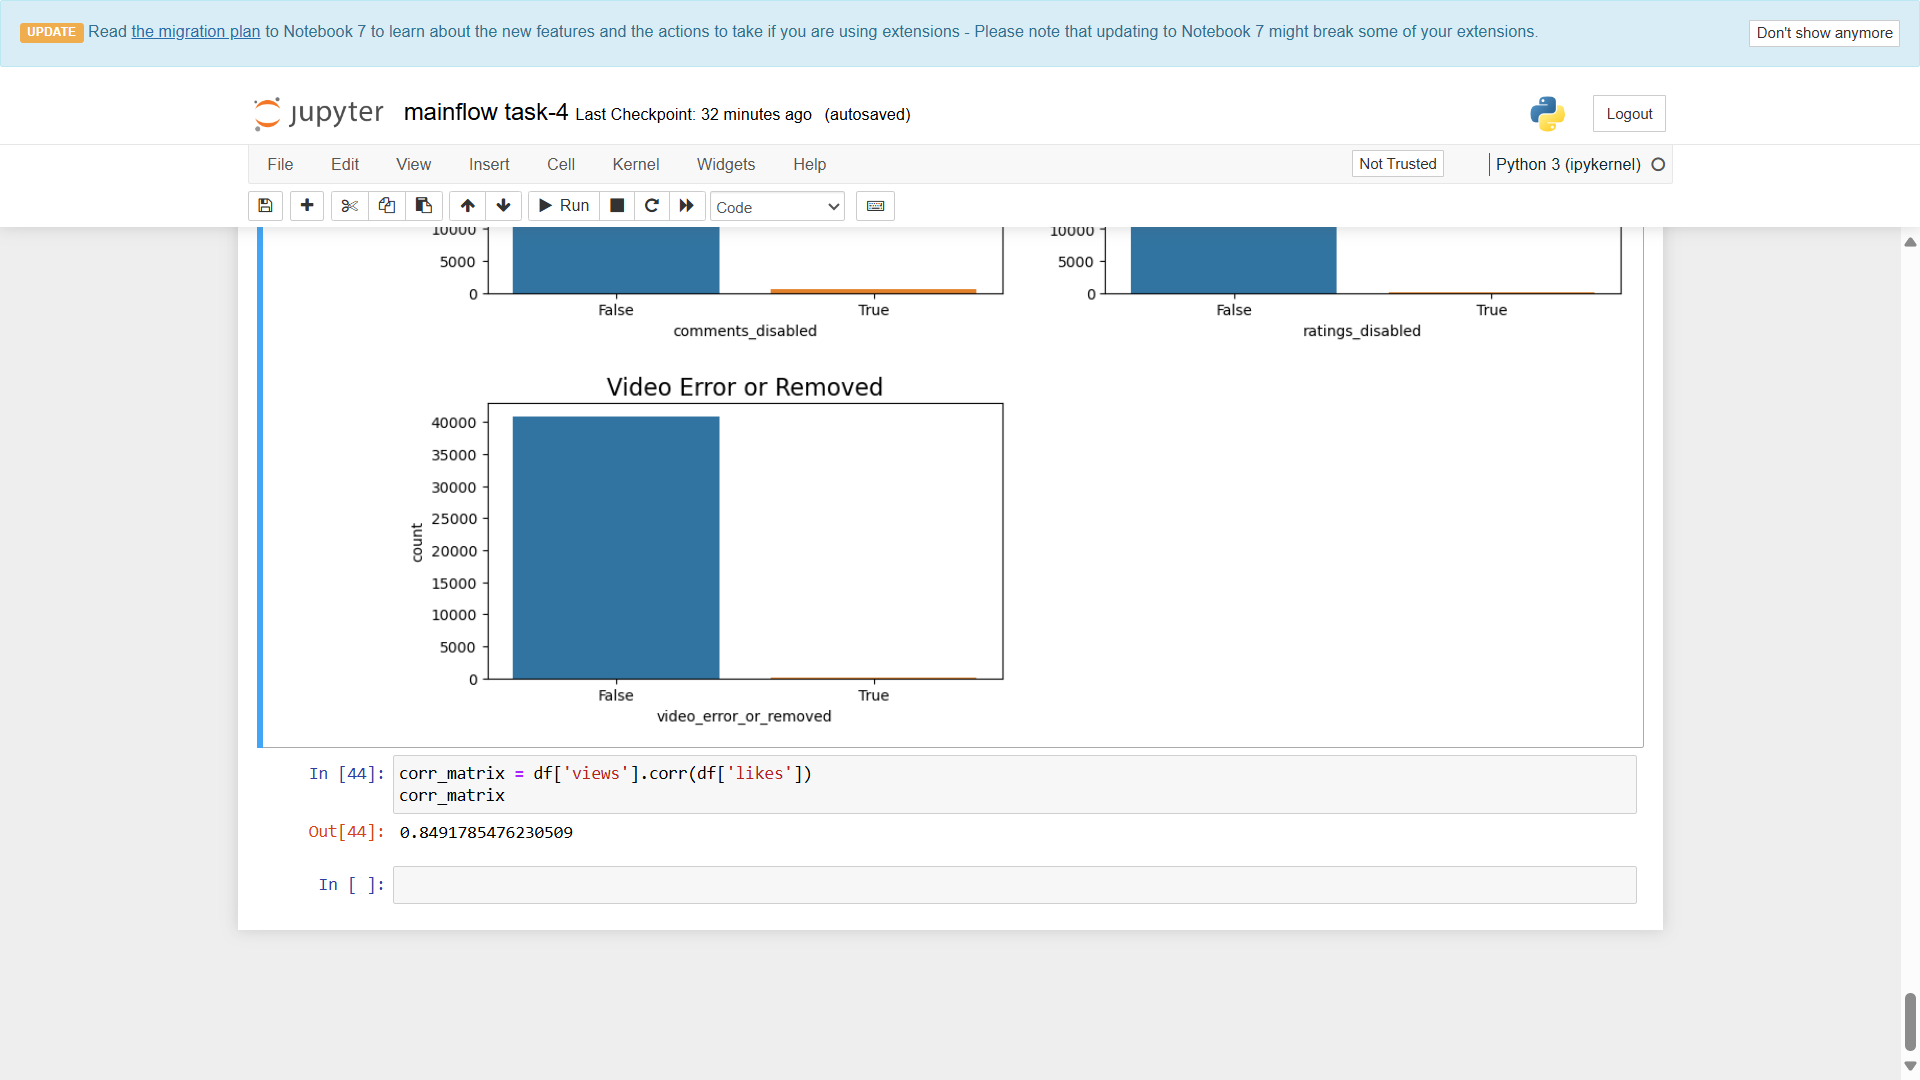 UPDATE Read the migration plan to Notebook 7 to learn about the new features and the actions to take if you are using extensions - Please note that updating to Notebook 7 might break some of your extensions.
Don't show anymore
jupyter mainflow task-4 Last Checkpoint: 32 minutes ago (autosaved)
Logout
File Edit View Insert Cell Kernel Widgets Help
Not Trusted
Python 3 (ipykernel)
Run
Code
10000
5000
0
False True
comments_disabled
10000
5000
0
False True
ratings_disabled
Video Error or Removed
40000
35000
30000
25000
20000
15000
10000
5000
0
count
False True
video_error_or_removed
In [44]: corr_matrix = df['views'].corr(df['likes'])
corr_matrix
Out[44]: 0.8491785476230509
In [ ]: